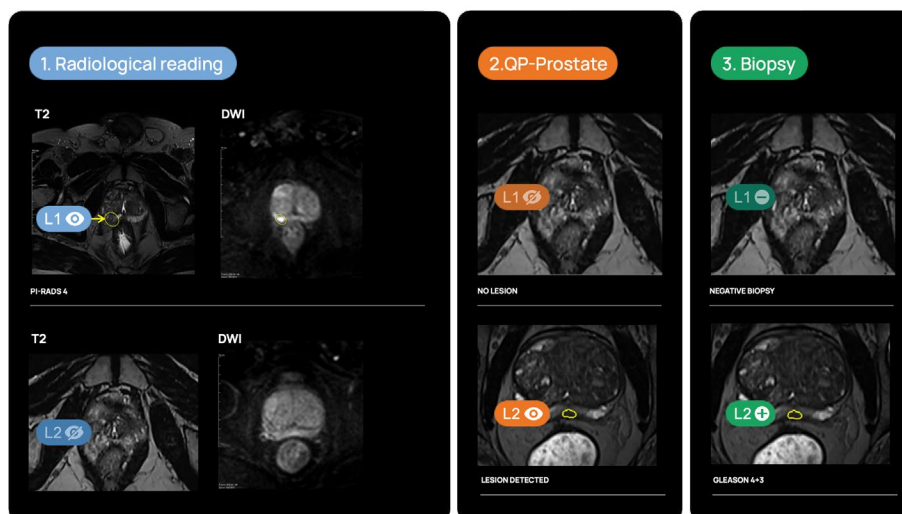 1. Radiological reading
T2
DWI
L1
PI-RADS 4
T2
DWI
L2
2.QP-Prostate
L1
NO LESION
L2
LESION DETECTED
3. Biopsy
L1
NEGATIVE BIOPSY
L2
GLEASON 4+3